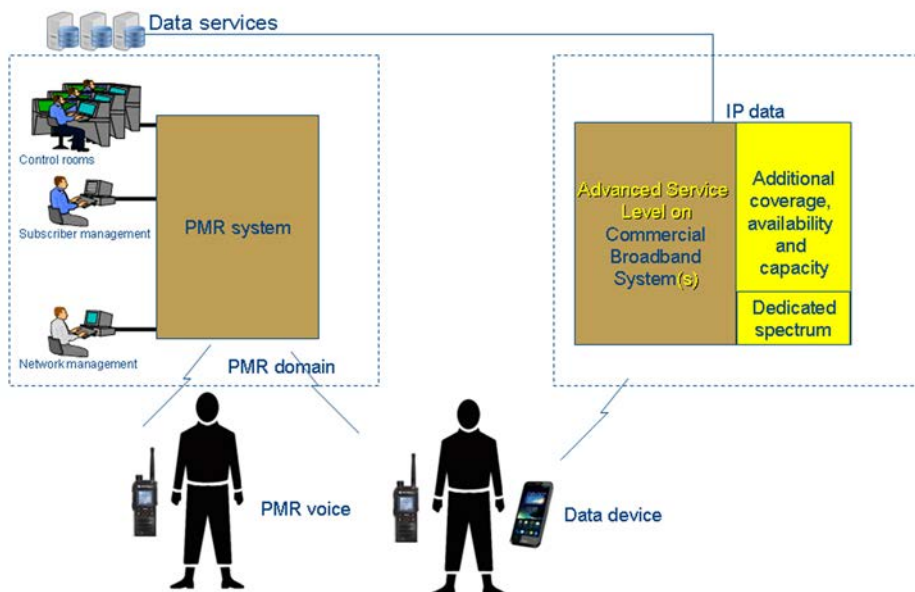 Data services
Control rooms
Subscriber management
Network management
PMR system
PMR domain
IP data
Advanced Service
Level on
Commercial
Broadband
System(s)
Additional
coverage,
availability
and
capacity
Dedicated
spectrum
PMR voice
Data device